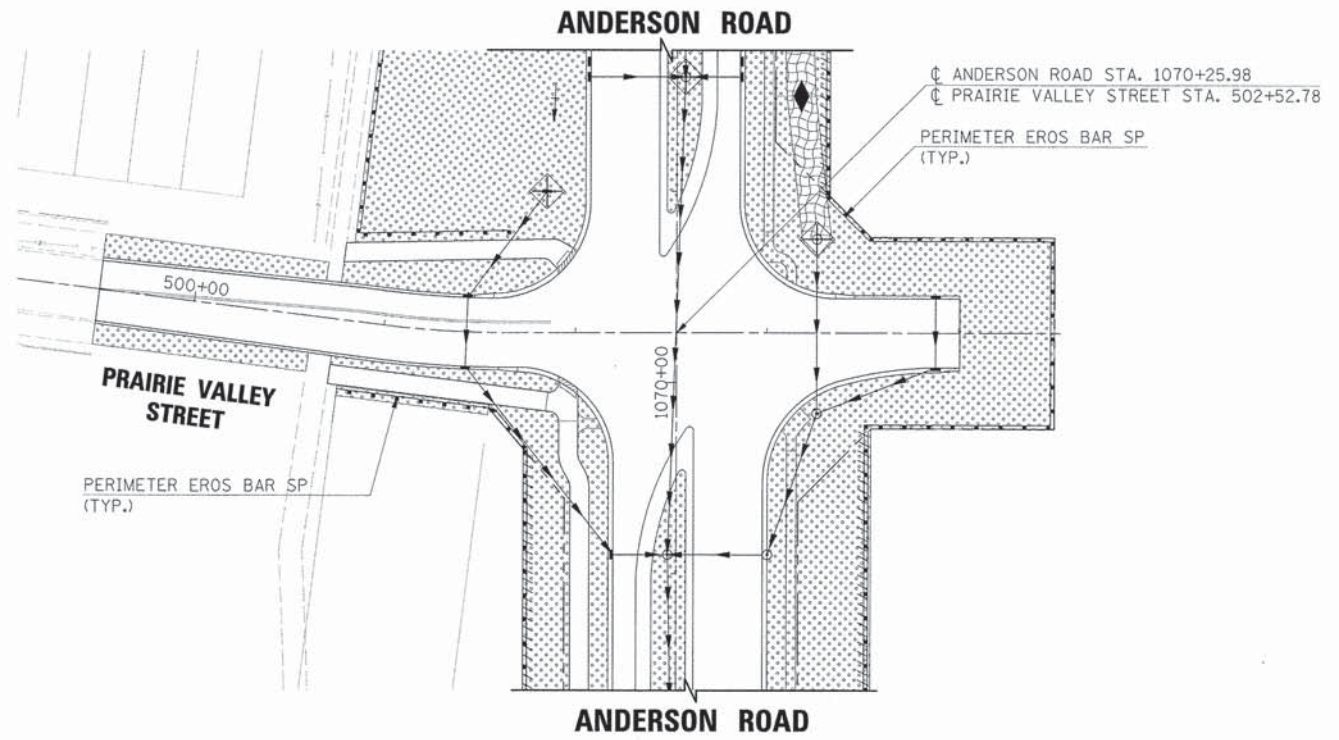 ANDERSON ROAD
℄ ANDERSON ROAD STA. 1070+25.98
℄ PRAIRIE VALLEY STREET STA. 502+52.78
PERIMETER EROS BAR SP
(TYP.)
500+00
1070+00
PRAIRIE VALLEY
STREET
PERIMETER EROS BAR SP
(TYP.)
ANDERSON ROAD